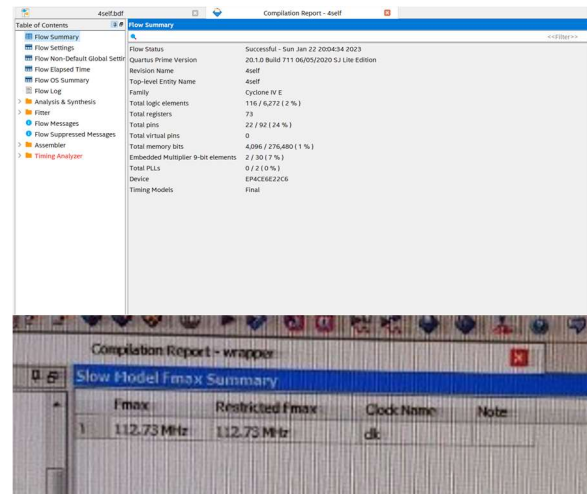 4self.bdf
Compilation Report - 4self
Table of Contents
Flow Summary
Flow Settings
Flow Non-Default Global Settin
Flow Elapsed Time
Flow OS Summary
Flow Log
Analysis & Synthesis
Fitter
Flow Messages
Flow Suppressed Messages
Assembler
Timing Analyzer
Flow Summary
<<Filter>>
Flow Status Successful - Sun Jan 22 20:04:34 2023
Quartus Prime Version 20.1.0 Build 711 06/05/2020 SJ Lite Edition
Revision Name 4self
Top-level Entity Name 4self
Family Cyclone IV E
Total logic elements 116 / 6,272 ( 2 % )
Total registers 73
Total pins 22 / 92 ( 24 % )
Total virtual pins 0
Total memory bits 4,096 / 276,480 ( 1 % )
Embedded Multiplier 9-bit elements 2 / 30 ( 7 % )
Total PLLs 0 / 2 ( 0 % )
Device EP4CE6E22C6
Timing Models Final
Compilation Report - wrapper
Slow Model Fmax Summary
Fmax Restricted Fmax Clock Name Note
1 112.73 MHz 112.73 MHz clk